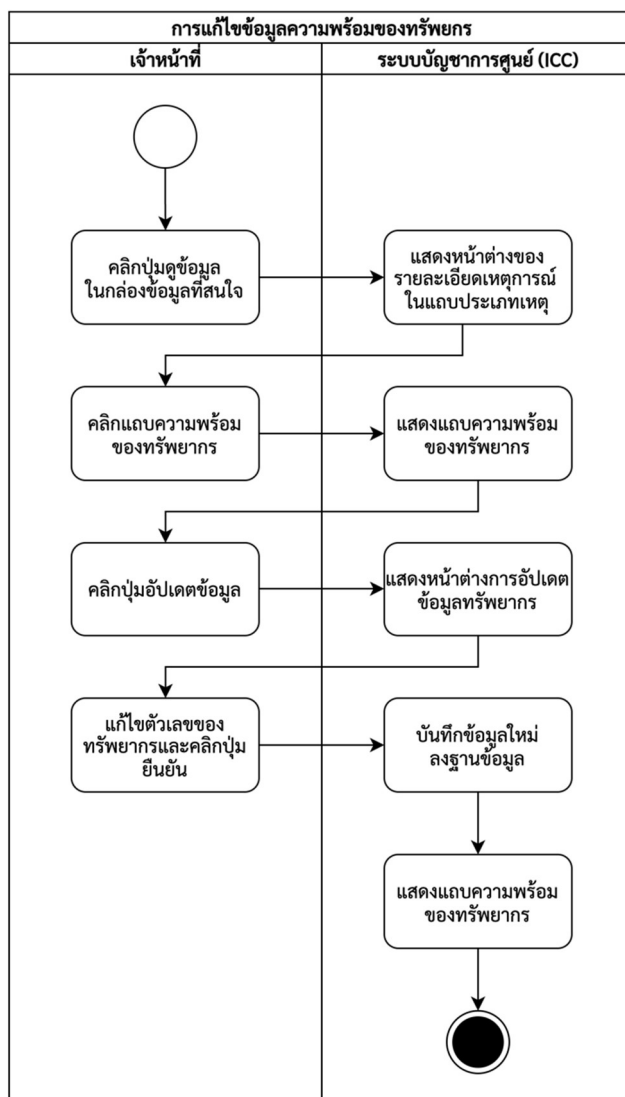 การแก้ไขข้อมูลความพร้อมของทรัพยกร
เจ้าหน้าที่
ระบบบัญชาการศูนย์ (ICC)
คลิกปุ่มดูข้อมูล
ในกล่องข้อมูลที่สนใจ
แสดงหน้าต่างของ
รายละเอียดเหตุการณ์
ในแถบประเภทเหตุ
คลิกแถบความพร้อม
ของทรัพยากร
แสดงแถบความพร้อม
ของทรัพยากร
คลิกปุ่มอัปเดตข้อมูล
แสดงหน้าต่างการอัปเดต
ข้อมูลทรัพยากร
แก้ไขตัวเลขของ
ทรัพยากรและคลิกปุ่ม
ยืนยัน
บันทึกข้อมูลใหม่
ลงฐานข้อมูล
แสดงแถบความพร้อม
ของทรัพยากร